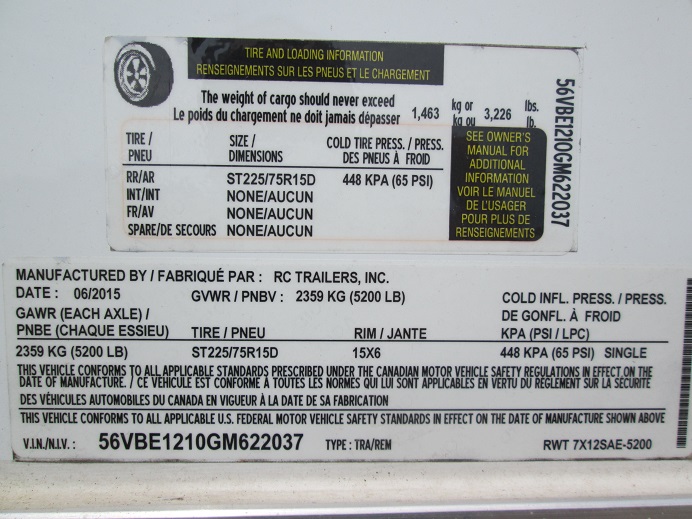 TIRE AND LOADING INFORMATION
RENSEIGNEMENTS SUR LES PNEUS ET LE CHARGEMENT
The weight of cargo should never exceed
Le poids du chargement ne doit jamais dépasser 1,463 kg or kg ou 3,226 lbs. lb.
TIRE / PNEU SIZE / DIMENSION COLD TIRE PRESS. / PRESS. DES PNEUS À FROID
RR/AR ST225/75R15D 448 KPA (65 PSI)
INT/INT NONE/AUCUN
FR/AV NONE/AUCUN
SPARE/DE SECOURS NONE/AUCUN
SEE OWNER'S
MANUAL FOR
ADDITIONAL
INFORMATION
VOIR LE MANUEL
DE L'USAGER
POUR PLUS DE
RENSEIGNEMENTS
56VBE1210GM622037
MANUFACTURED BY / FABRIQUÉ PAR : RC TRAILERS, INC.
DATE : 06/2015 GVWR / PNBV : 2359 KG (5200 LB) COLD INFL. PRESS. / PRESS.
GAWR (EACH AXLE) / DE GONFL. À FROID
PNBE (CHAQUE ESSIEU) TIRE / PNEU RIM / JANTE KPA (PSI / LPC)
2359 KG (5200 LB) ST225/75R15D 15X6 448 KPA (65 PSI) SINGLE
THIS VEHICLE CONFORMS TO ALL APPLICABLE STANDARDS PRESCRIBED UNDER THE CANADIAN MOTOR VEHICLE SAFETY REGULATIONS IN EFFECT ON THE
DATE OF MANUFACTURE. / CE VÉHICULE EST CONFORME À TOUTES LES NORMES QUI LUI SONT APPLICABLES EN VERTU DU RÈGLEMENT SUR LA SÉCURITÉ
DES VÉHICULES AUTOMOBILES DU CANADA EN VIGUEUR À LA DATE DE SA FABRICATION
THIS VEHICLE CONFORMS TO ALL APPLICABLE U.S. FEDERAL MOTOR VEHICLE SAFETY STANDARDS IN EFFECT ON THE DATE OF MANUFACTURE SHOWN ABOVE
V.I.N./N.I.V. : 56VBE1210GM622037 TYPE : TRA/REM RWT 7X12SAE-5200